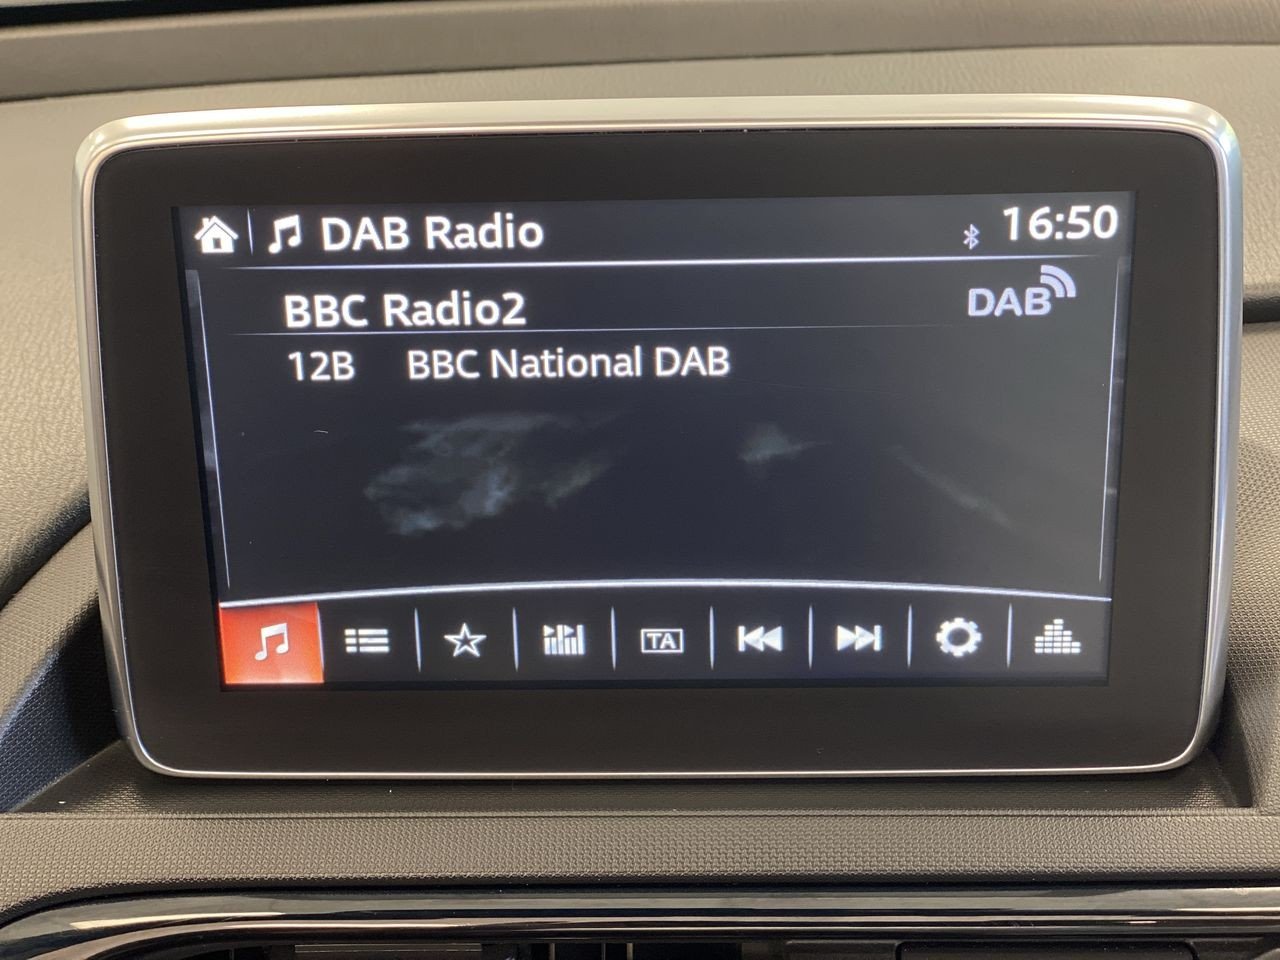 DAB Radio
16:50
BBC Radio2
DAB
12B BBC National DAB
TA